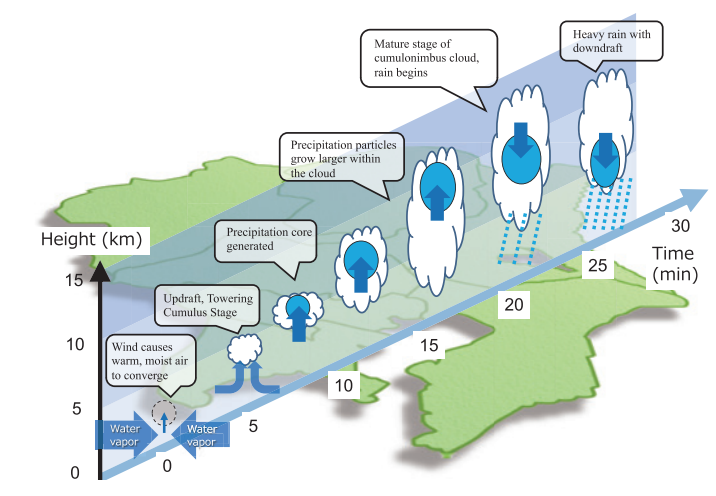 Heavy rain with
downdraft
Mature stage of
cumulonimbus cloud,
rain begins
Precipitation particles
grow larger within
the cloud
Precipitation core
generated
Updraft, Towering
Cumulus Stage
Wind causes
warm, moist air
to converge
Height (km)
15
10
5
0
Water
vapor
Water
vapor
0
5
10
15
20
25
30
Time
(min)